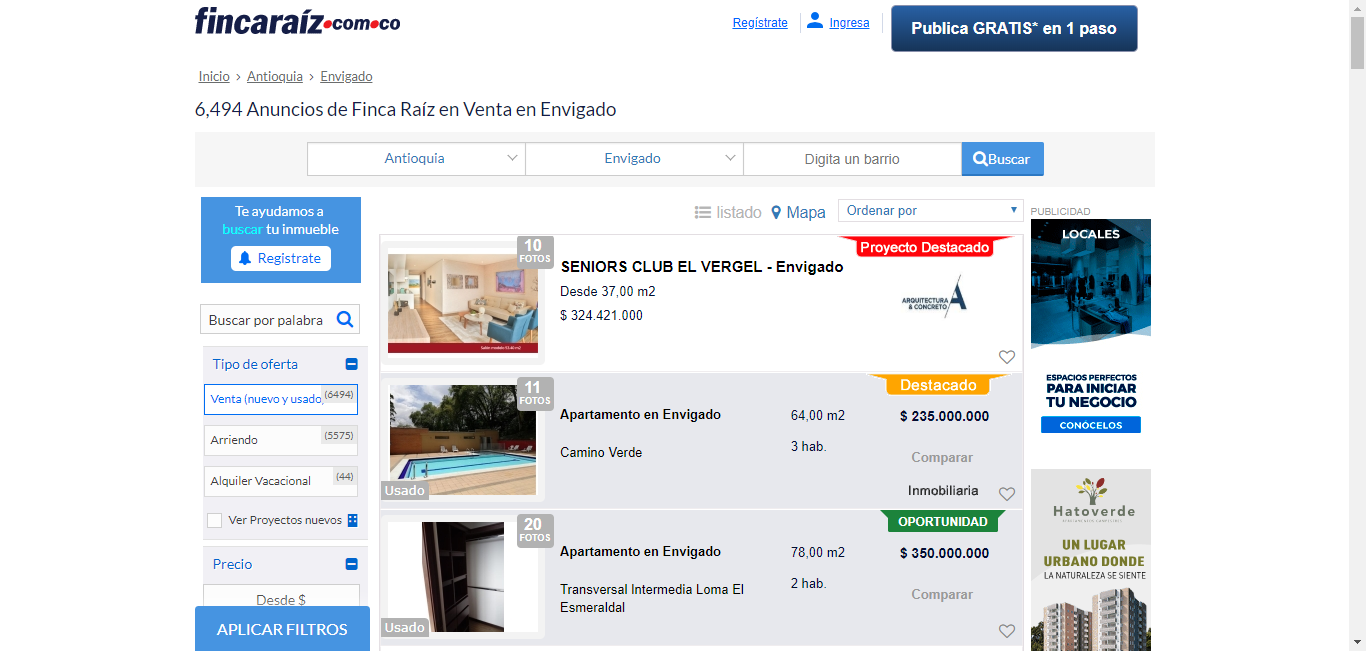 fincaraíz.com.co
Regístrate
Ingresa
Publica GRATIS* en 1 paso
Inicio > Antioquia > Envigado
6,494 Anuncios de Finca Raíz en Venta en Envigado
Antioquia
Envigado
Digita un barrio
Buscar
Te ayudamos a
buscar tu inmueble
Registrate
Buscar por palabra
Tipo de oferta
Venta (nuevo y usado) (6494)
Arriendo (5575)
Alquiler Vacacional (44)
Ver Proyectos nuevos
Precio
Desde $
APLICAR FILTROS
listado
Mapa
Ordenar por
10
FOTOS
Proyecto Destacado
SENIORS CLUB EL VERGEL - Envigado
Desde 37,00 m2
$ 324.421.000
ARQUITECTURA
& CONCRETO
11
FOTOS
Usado
Destacado
Apartamento en Envigado
64,00 m2
$ 235.000.000
Camino Verde
3 hab.
Comparar
Inmobiliaria
20
FOTOS
Usado
OPORTUNIDAD
Apartamento en Envigado
78,00 m2
$ 350.000.000
Transversal Intermedia Loma El
Esmeraldal
2 hab.
Comparar
PUBLICIDAD
LOCALES
ESPACIOS PERFECTOS
PARA INICIAR
TU NEGOCIO
CONÓCELOS
Hatoverde
UN LUGAR
URBANO DONDE
LA NATURALEZA SE SIENTE